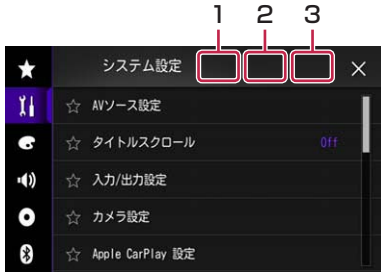 1 2 3
システム設定
AVソース設定
タイトルスクロール Off
入力/出力設定
カメラ設定
Apple CarPlay 設定